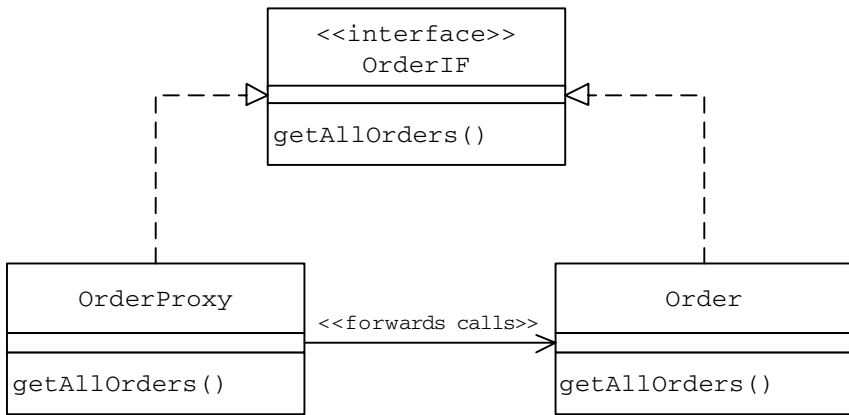 <<interface>>
OrderIF
getAllOrders()
OrderProxy
<<forwards calls>>
Order
getAllOrders()
getAllOrders()